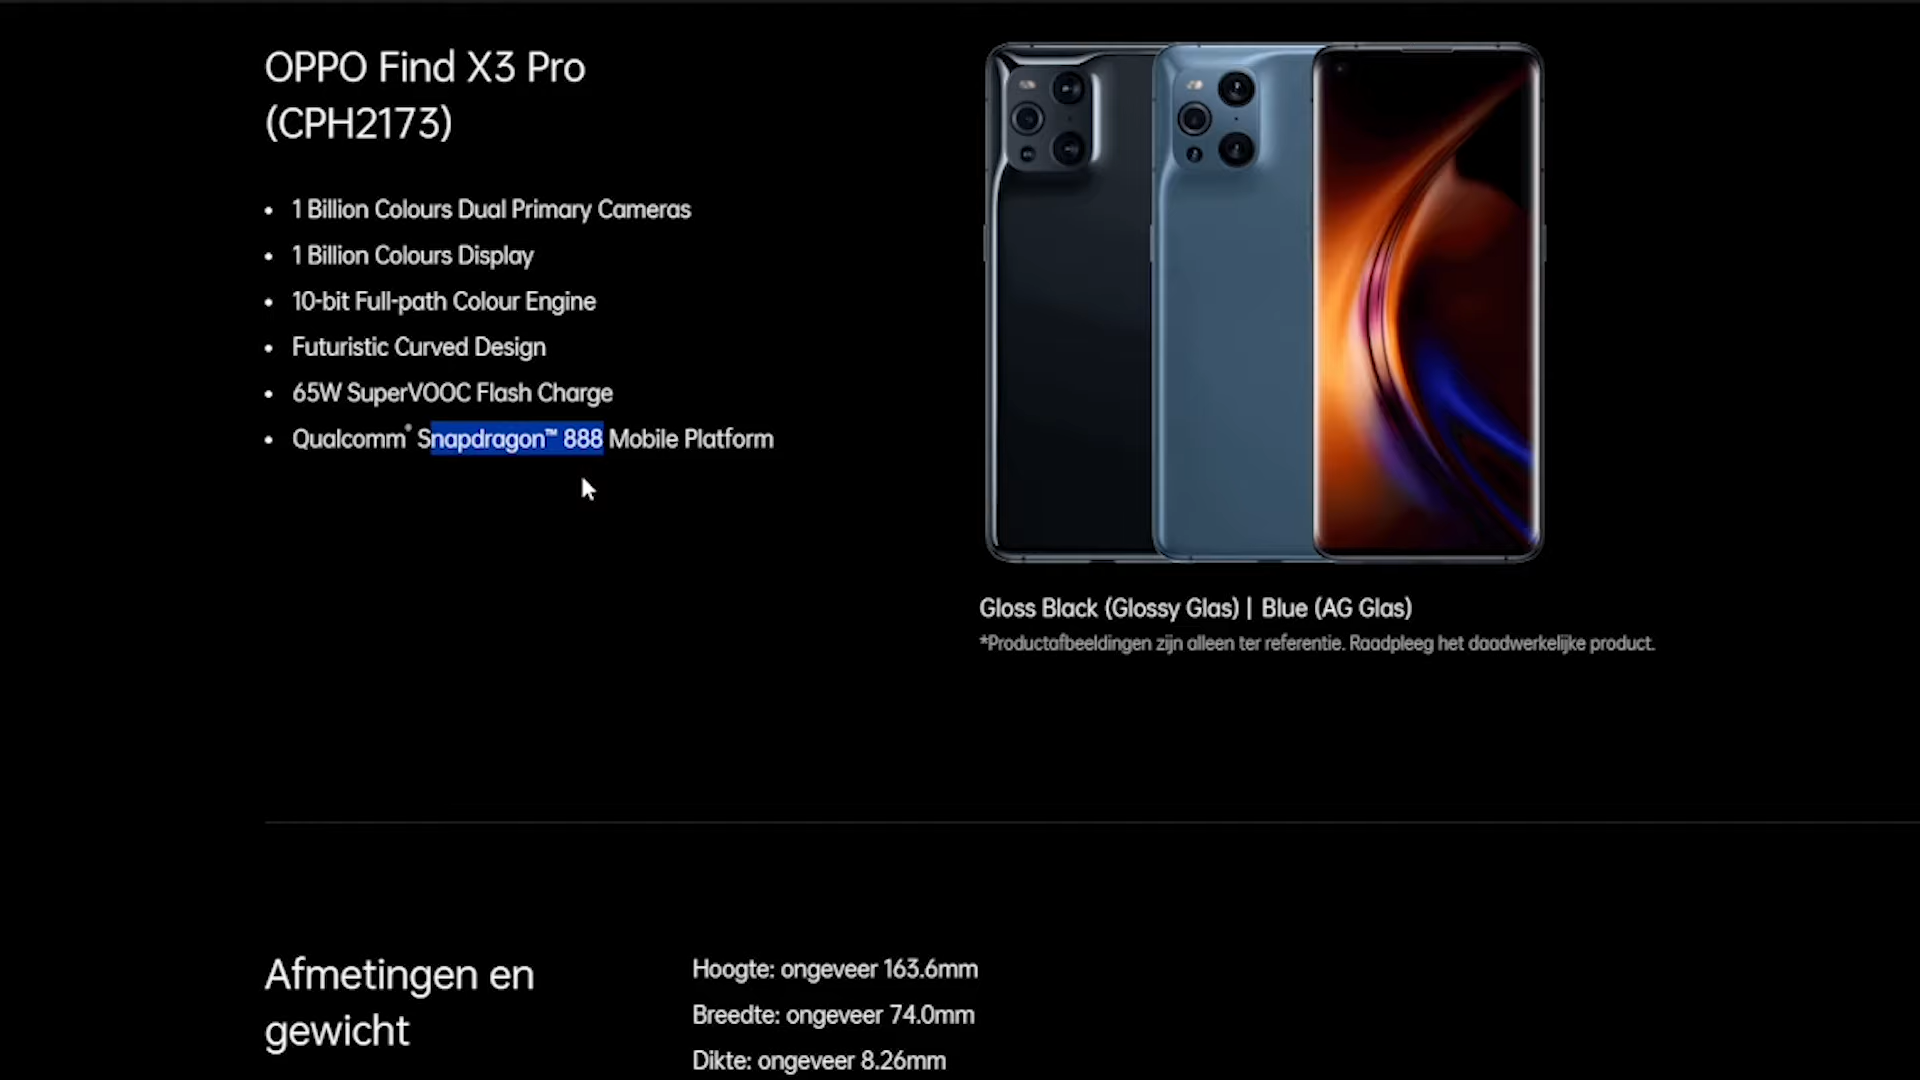 OPPO Find X3 Pro
(CPH2173)
• 1 Billion Colours Dual Primary Cameras
• 1 Billion Colours Display
• 10-bit Full-path Colour Engine
• Futuristic Curved Design
• 65W SuperVOOC Flash Charge
• Qualcomm® Snapdragon™ 888 Mobile Platform
Gloss Black (Glossy Glas) | Blue (AG Glas)
*Productafbeeldingen zijn alleen ter referentie. Raadpleeg het daadwerkelijke product.
Afmetingen en
gewicht
Hoogte: ongeveer 163.6mm
Breedte: ongeveer 74.0mm
Dikte: ongeveer 8.26mm